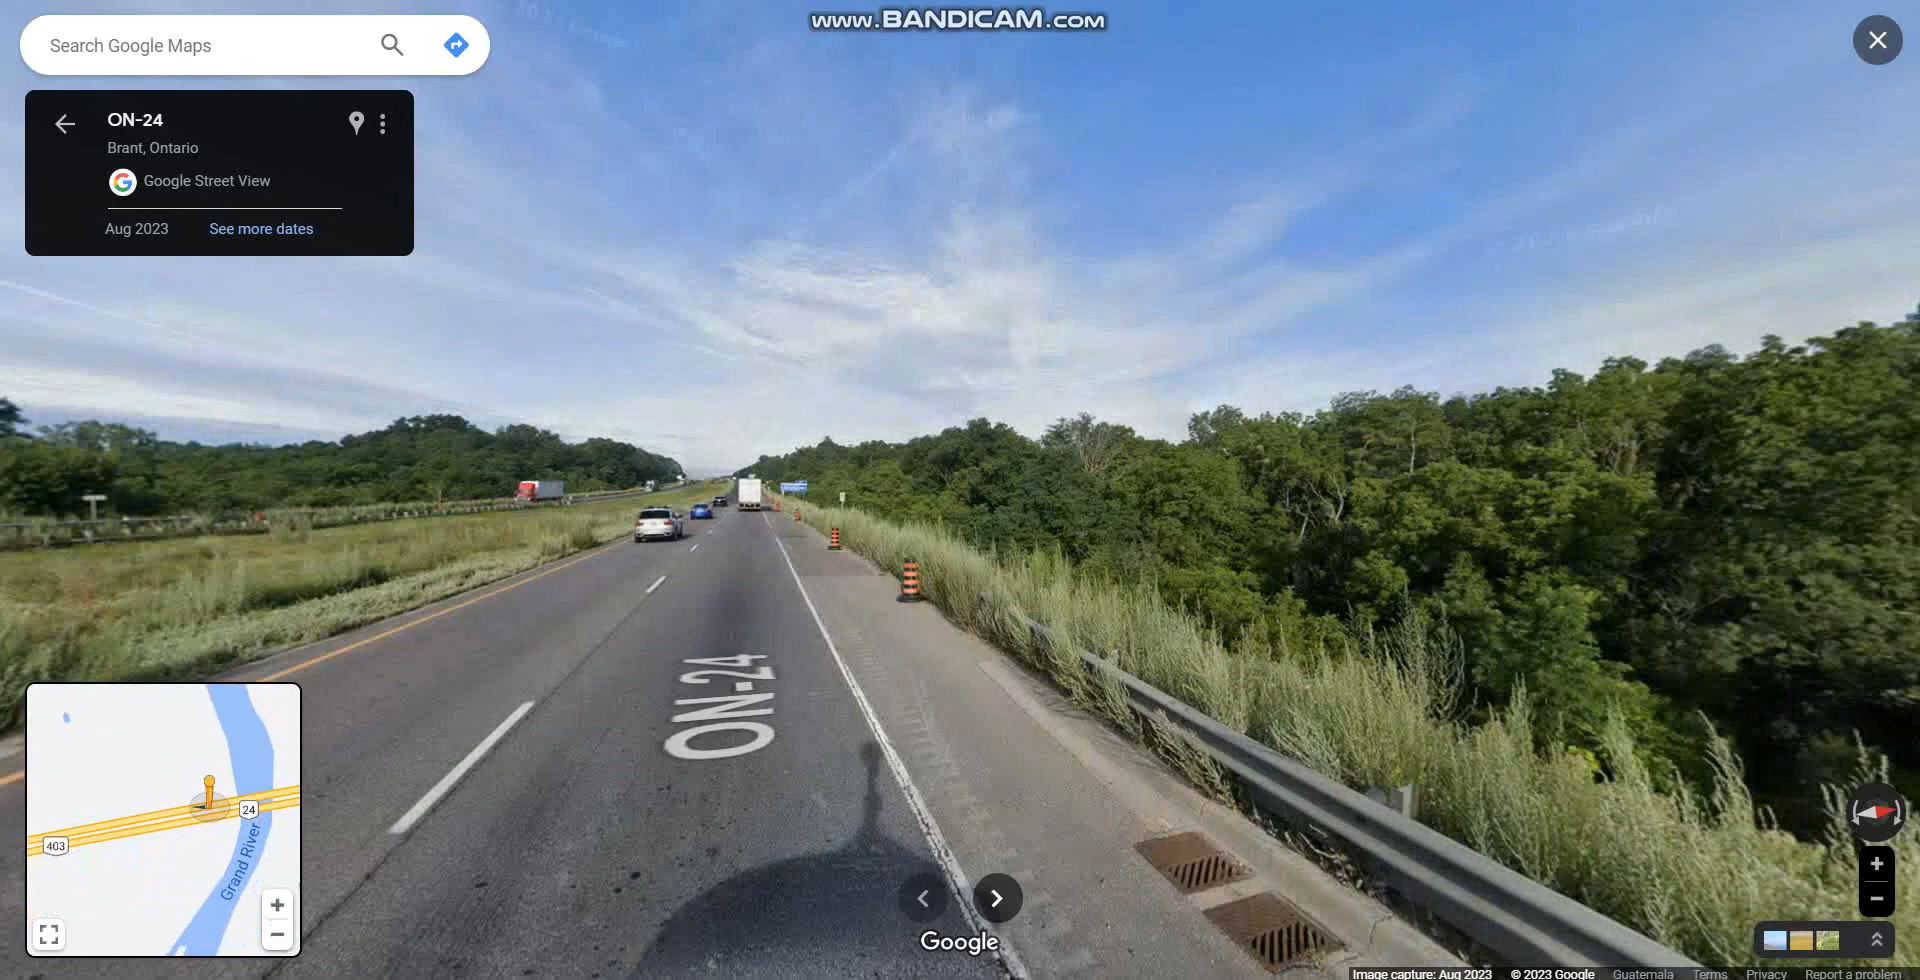 www.BANDICAM.com
Search Google Maps
ON-24
Brant, Ontario
Google Street View
Aug 2023
See more dates
ON-24
24
403
Grand River
Google
Image capture: Aug 2023
© 2023 Google
Guatemala
Terms
Privacy
Report a problem